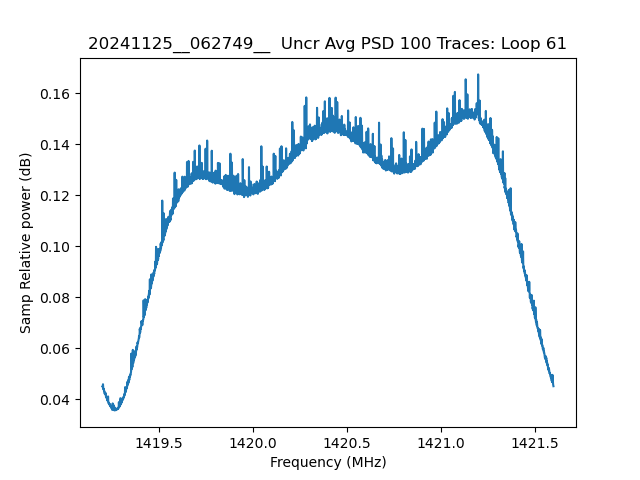 20241125__062749__  Uncr Avg PSD 100 Traces: Loop 61
Samp Relative power (dB)
0.16
0.14
0.12
0.10
0.08
0.06
0.04
1419.5 1420.0 1420.5 1421.0 1421.5
Frequency (MHz)